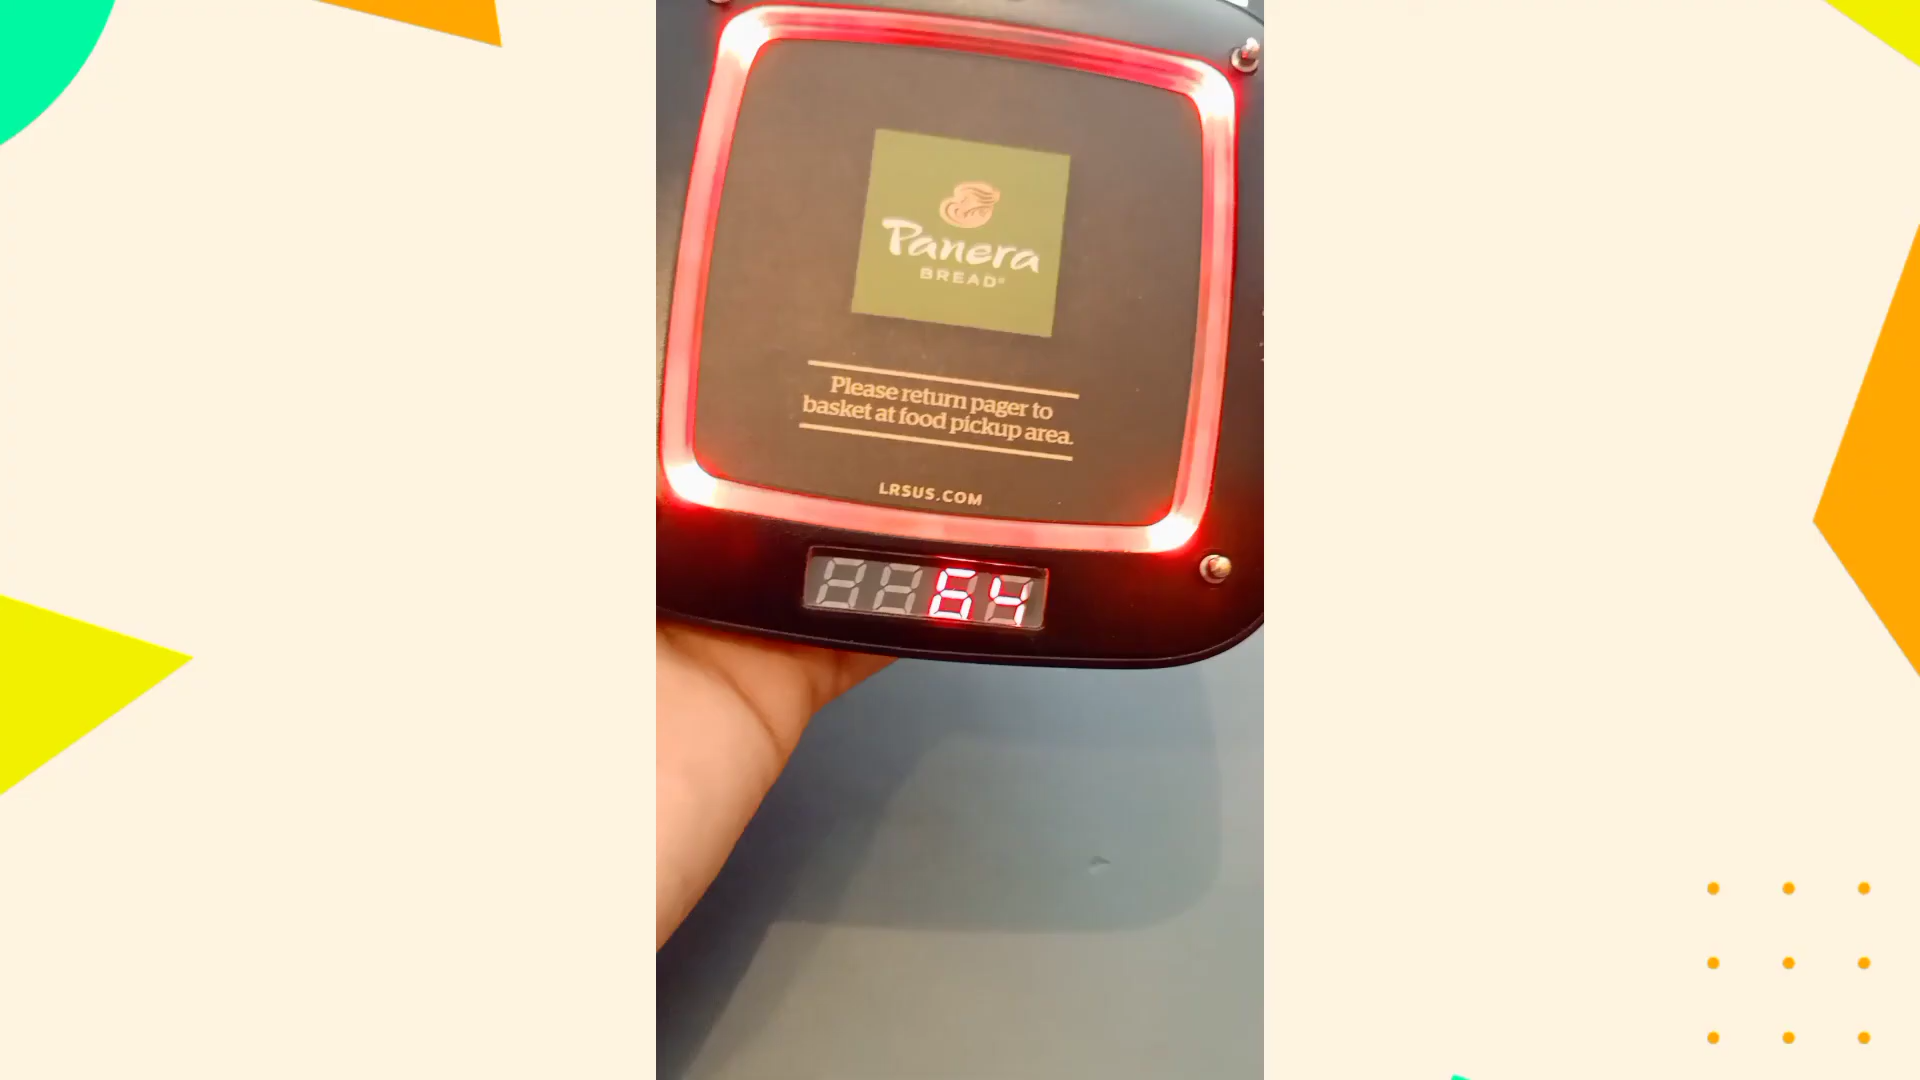 Panera
BREAD®
Please return pager to
basket at food pickup area.
LRSUS.COM
64